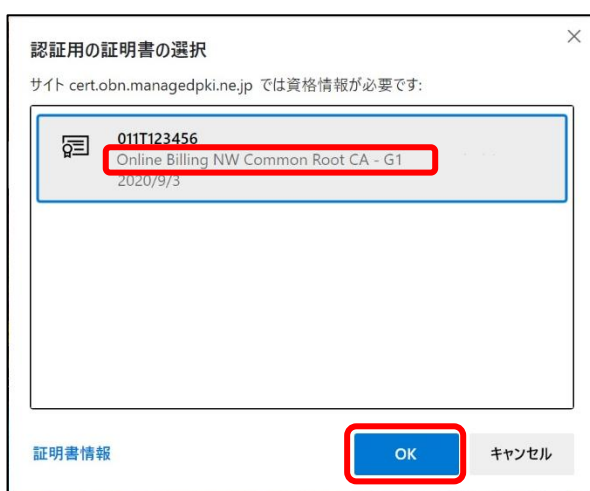 認証用の証明書の選択
サイト cert.obn.managedpki.ne.jp では資格情報が必要です:
011T123456
Online Billing NW Common Root CA - G1
2020/9/3
証明書情報
OK
キャンセル